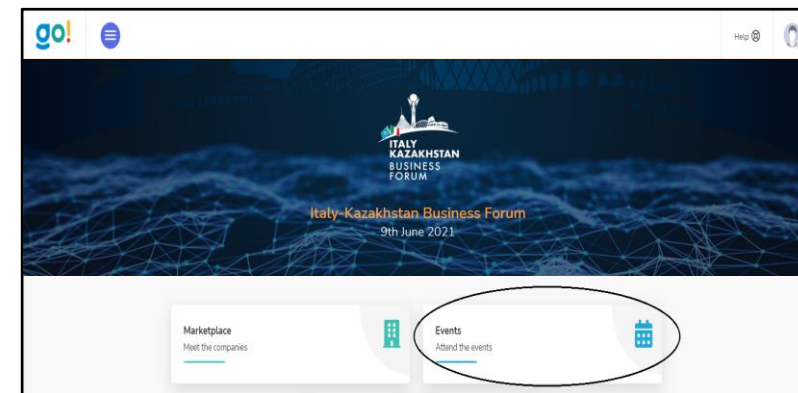 go!
Help
ITALY
KAZAKHSTAN
BUSINESS
FORUM
Italy-Kazakhstan Business Forum
9th June 2021
Marketplace
Meet the companies
Events
Attend the events